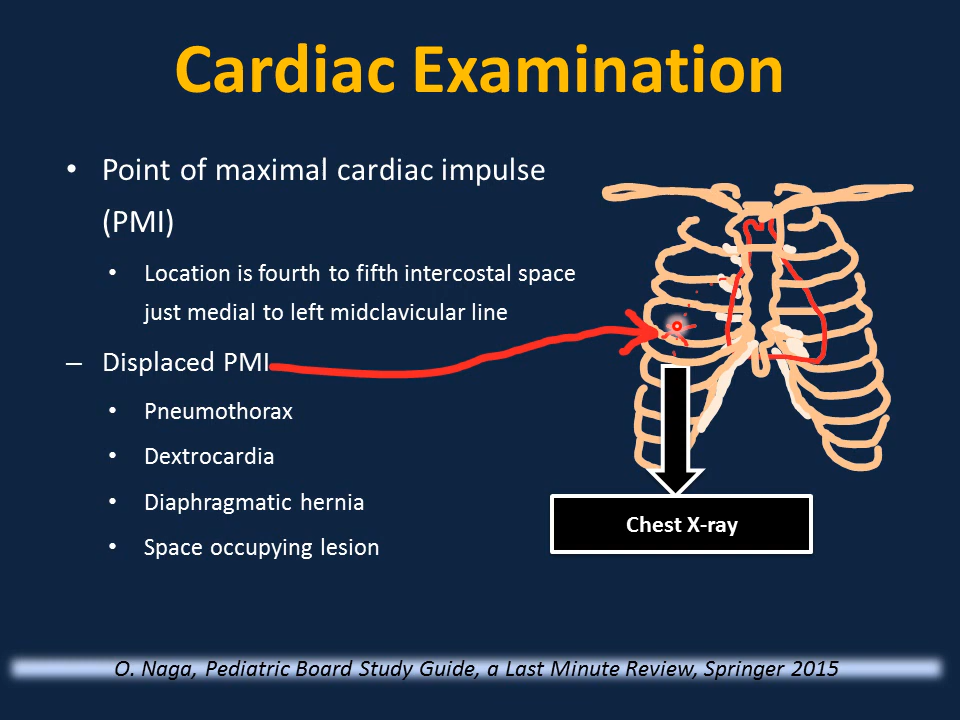 Cardiac Examination
• Point of maximal cardiac impulse
(PMI)
• Location is fourth to fifth intercostal space
just medial to left midclavicular line
– Displaced PMI
• Pneumothorax
• Dextrocardia
• Diaphragmatic hernia
• Space occupying lesion
Chest X-ray
O. Naga, Pediatric Board Study Guide, a Last Minute Review, Springer 2015